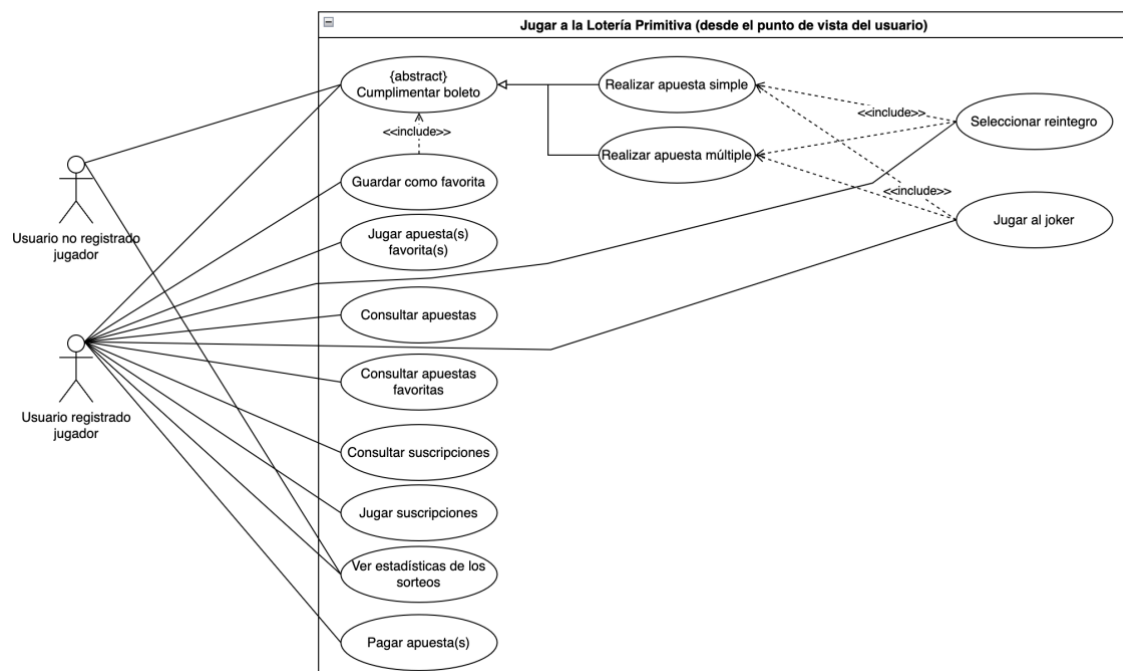 Jugar a la Lotería Primitiva (desde el punto de vista del usuario)
{abstract}
Cumplimentar boleto
Realizar apuesta simple
<<include>>
<<include>>
Seleccionar reintegro
Realizar apuesta múltiple
Guardar como favorita
<<include>>
Usuario no registrado
jugador
Jugar apuesta(s)
favorita(s)
Jugar al joker
Consultar apuestas
Consultar apuestas
favoritas
Usuario registrado
jugador
Consultar suscripciones
Jugar suscripciones
Ver estadísticas de los
sorteos
Pagar apuesta(s)